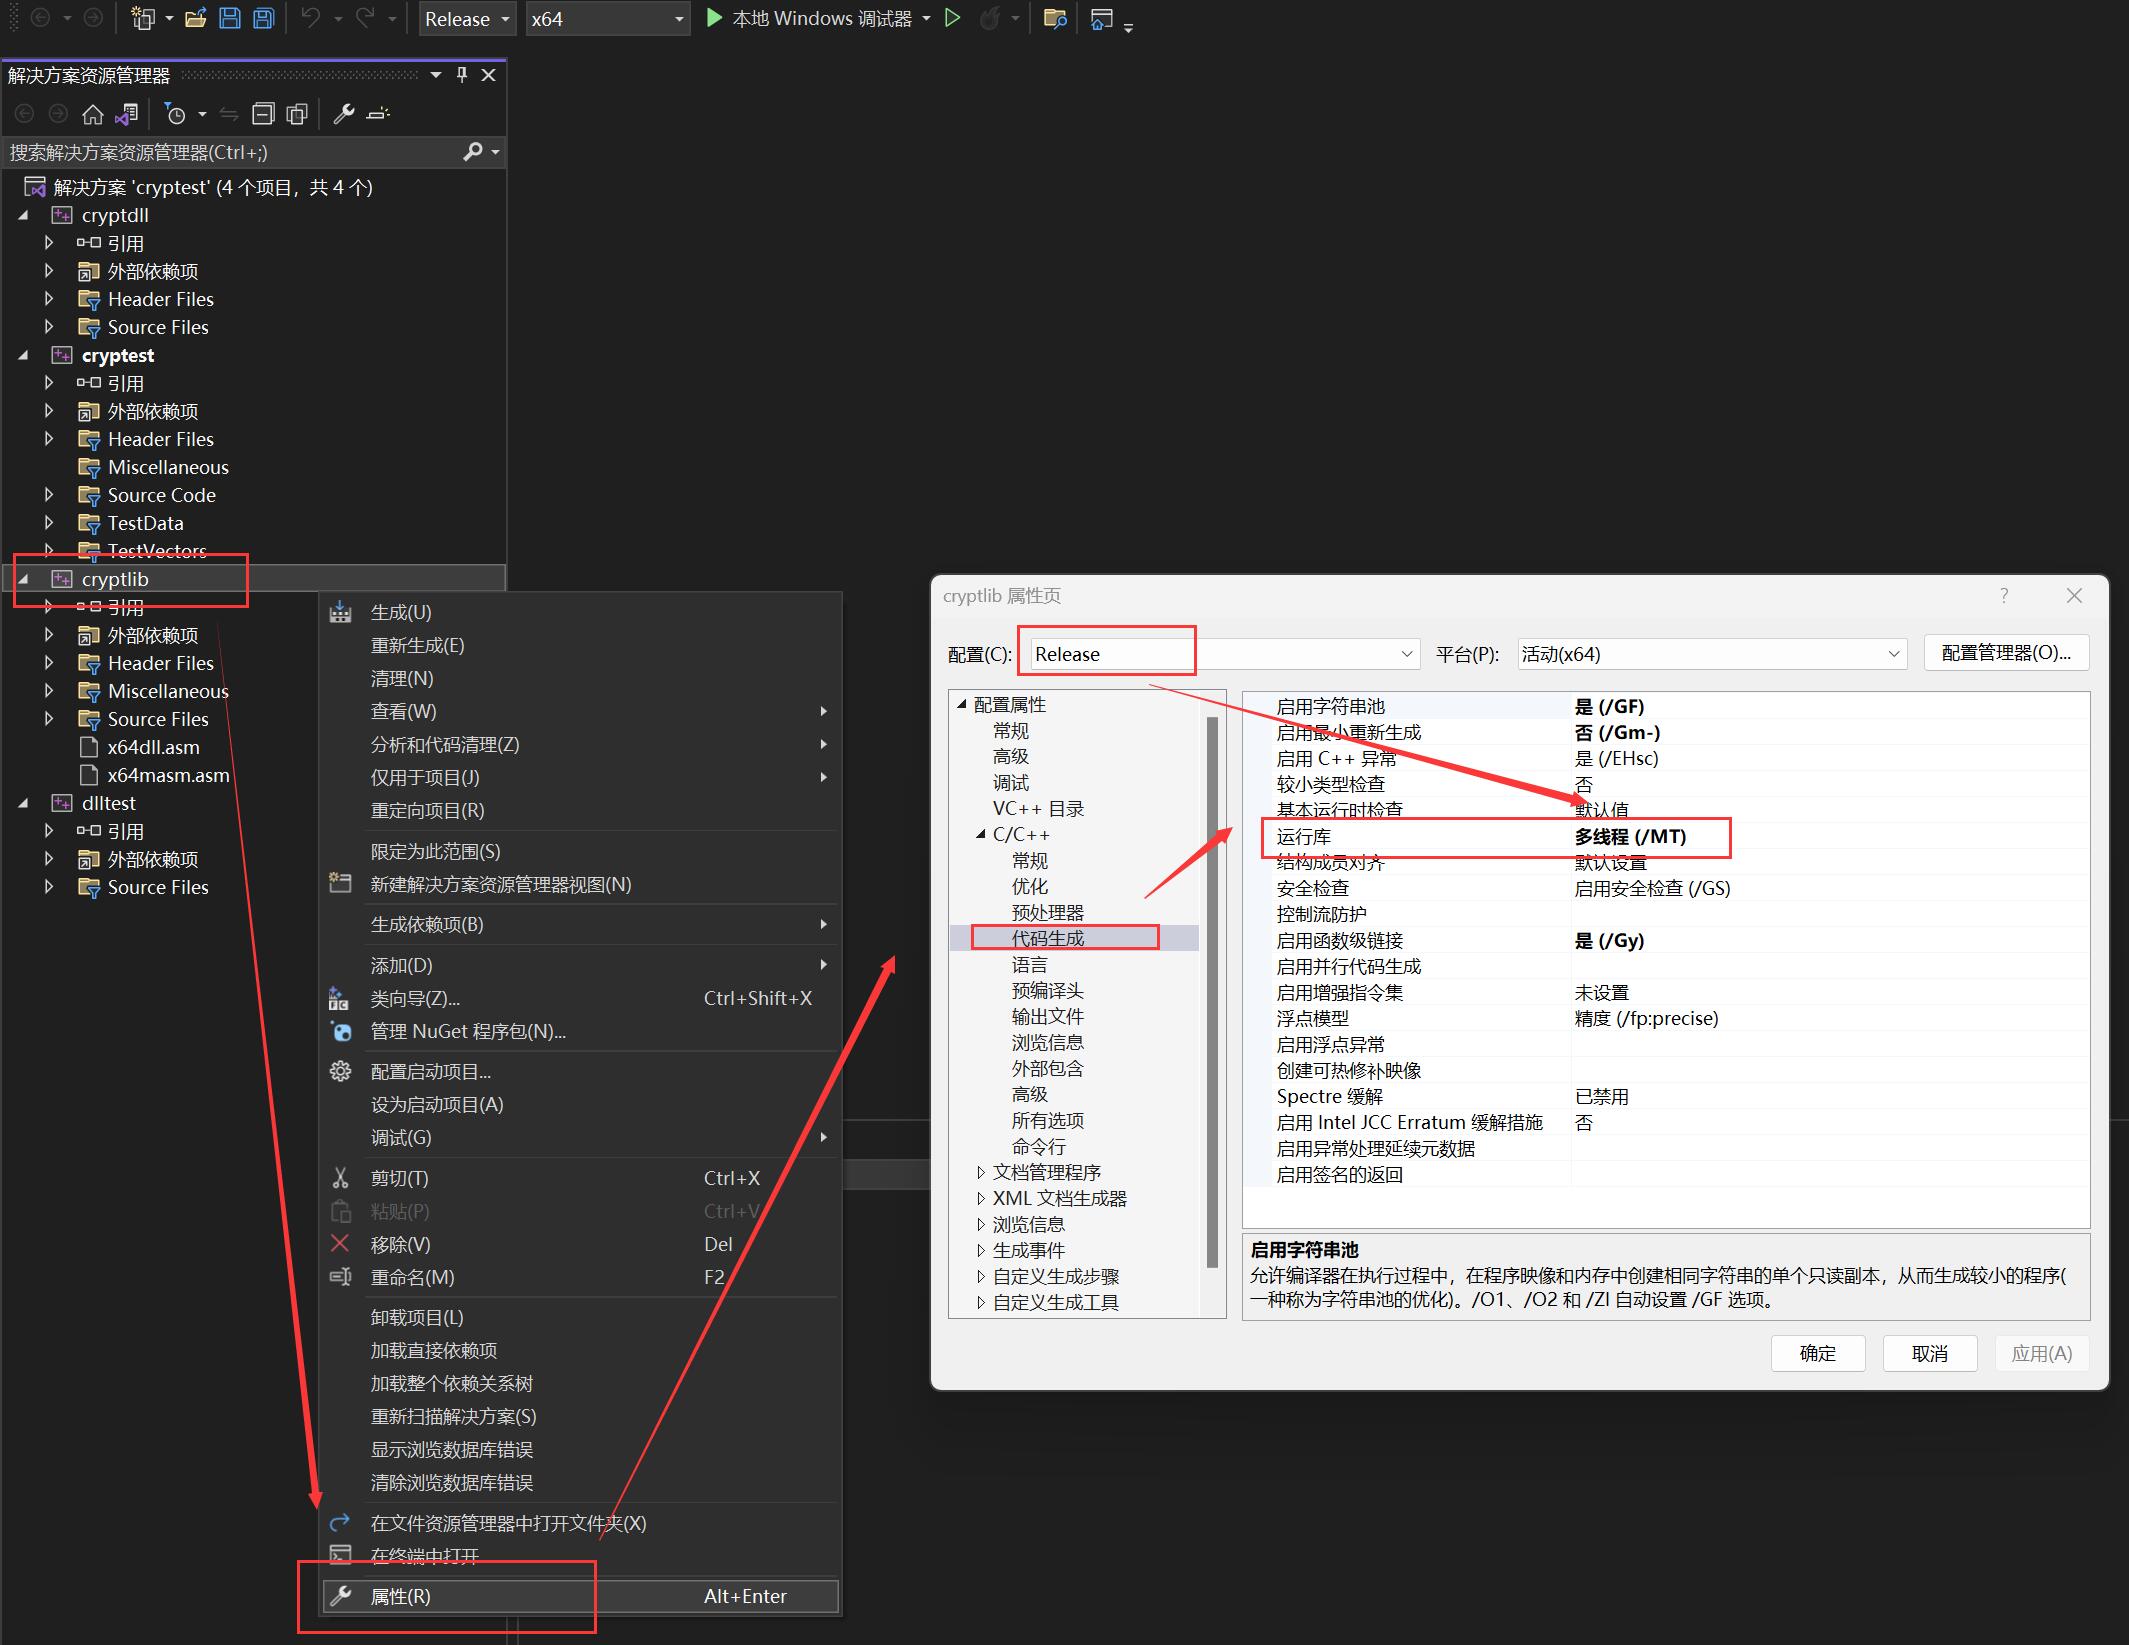 Release
x64
本地 Windows 调试器
解决方案资源管理器
搜索解决方案资源管理器(Ctrl+;)
解决方案 'cryptest' (4 个项目，共 4 个)
cryptdll
引用
外部依赖项
Header Files
Source Files
cryptest
引用
外部依赖项
Header Files
Miscellaneous
Source Code
TestData
TestVectors
cryptlib
引用
外部依赖项
Header Files
Miscellaneous
Source Files
x64dll.asm
x64masm.asm
dlltest
引用
外部依赖项
Source Files
生成(U)
重新生成(E)
清理(N)
查看(W)
分析和代码清理(Z)
仅用于项目(J)
重定向项目(R)
限定为此范围(S)
新建解决方案资源管理器视图(N)
生成依赖项(B)
添加(D)
类向导(Z)... Ctrl+Shift+X
管理 NuGet 程序包(N)...
配置启动项目...
设为启动项目(A)
调试(G)
剪切(T) Ctrl+X
粘贴(P) Ctrl+V
移除(V) Del
重命名(M) F2
卸载项目(L)
加载直接依赖项
加载整个依赖关系树
重新扫描解决方案(S)
显示浏览数据库错误
清除浏览数据库错误
在文件资源管理器中打开文件夹(X)
在终端中打开
属性(R) Alt+Enter
cryptlib 属性页
配置(C): Release 平台(P): 活动(x64) 配置管理器(O)...
配置属性
常规
高级
调试
VC++ 目录
C/C++
常规
优化
预处理器
代码生成
语言
预编译头
输出文件
浏览信息
外部包含
高级
所有选项
命令行
文档管理程序
XML 文档生成器
浏览信息
生成事件
自定义生成步骤
自定义生成工具
启用字符串池 是 (/GF)
启用最小重新生成 否 (/Gm-)
启用 C++ 异常 是 (/EHsc)
较小类型检查 否
基本运行时检查 默认值
运行库 多线程 (/MT)
结构成员对齐 默认设置
安全检查 启用安全检查 (/GS)
控制流防护
启用函数级链接 是 (/Gy)
启用并行代码生成
启用增强指令集 未设置
浮点模型 精度 (/fp:precise)
启用浮点异常
创建可热修补映像
Spectre 缓解 已禁用
启用 Intel JCC Erratum 缓解措施 否
启用异常处理延续元数据
启用签名的返回
启用字符串池
允许编译器在执行过程中，在程序映像和内存中创建相同字符串的单个只读副本，从而生成较小的程序(
一种称为字符串池的优化)。/O1、/O2 和 /ZI 自动设置 /GF 选项。
确定 取消 应用(A)